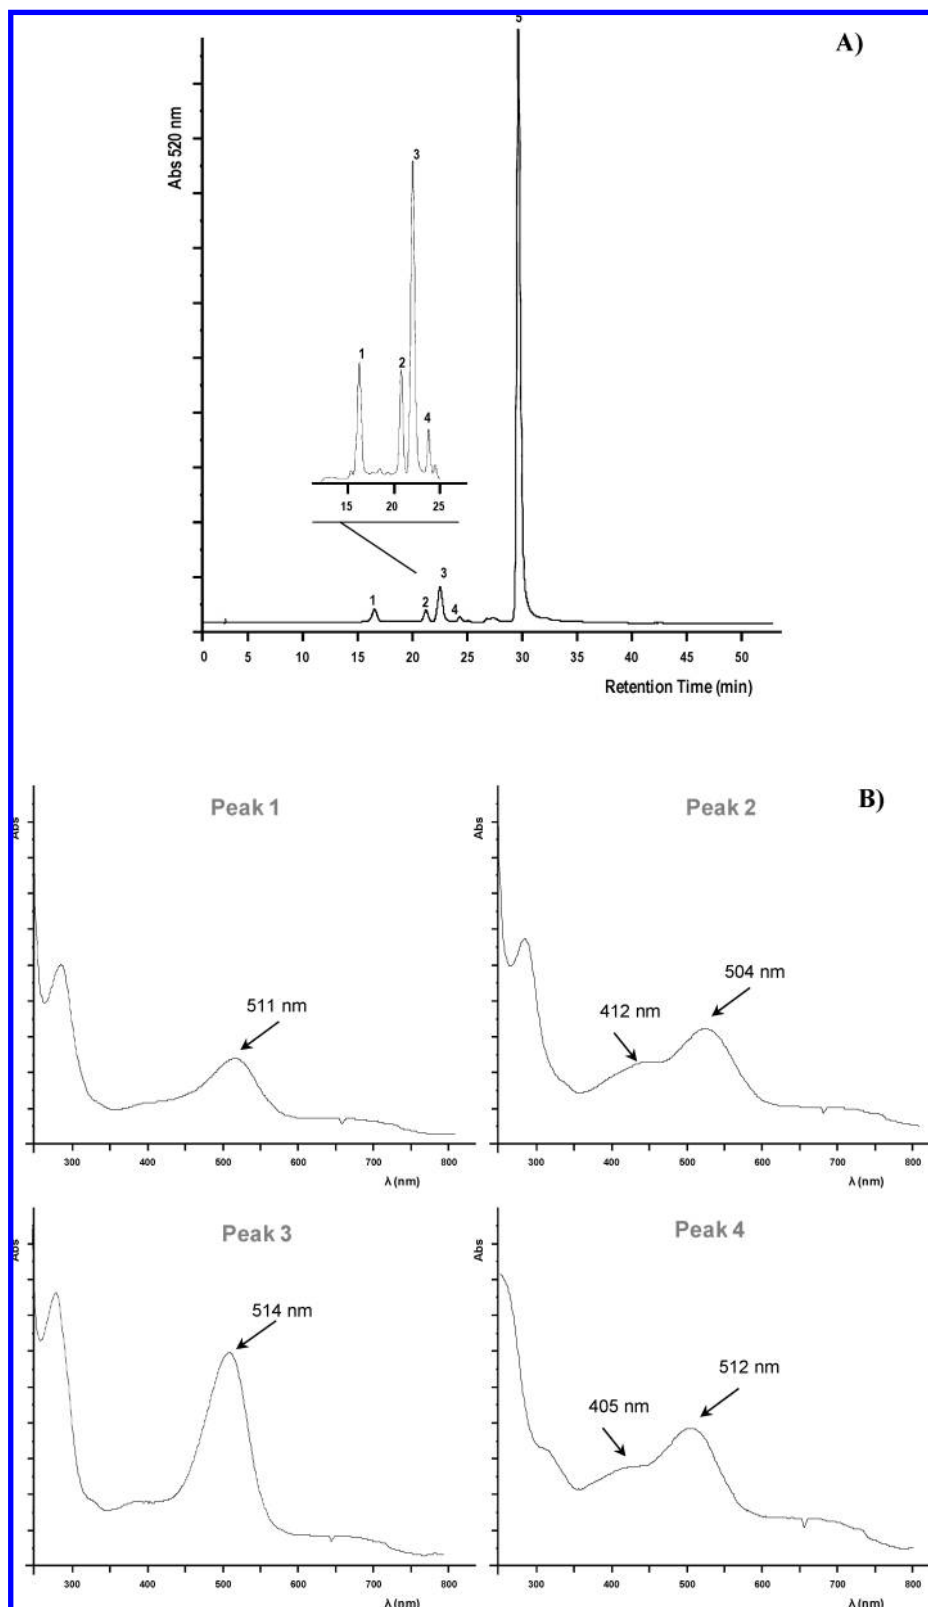 5
A)
Abs 520 nm
3
1
2
4
15 20 25
3
1
2
4
0 5 10 15 20 25 30 35 40 45 50
Retention Time (min)
Peak 1
B)
Peak 2
Abs
Abs
504 nm
511 nm
412 nm
300 400 500 600 700 800
λ (nm)
300 400 500 600 700 800
λ (nm)
Peak 3
Peak 4
Abs
Abs
514 nm
512 nm
405 nm
300 400 500 600 700 800
λ (nm)
300 400 500 600 700 800
λ (nm)